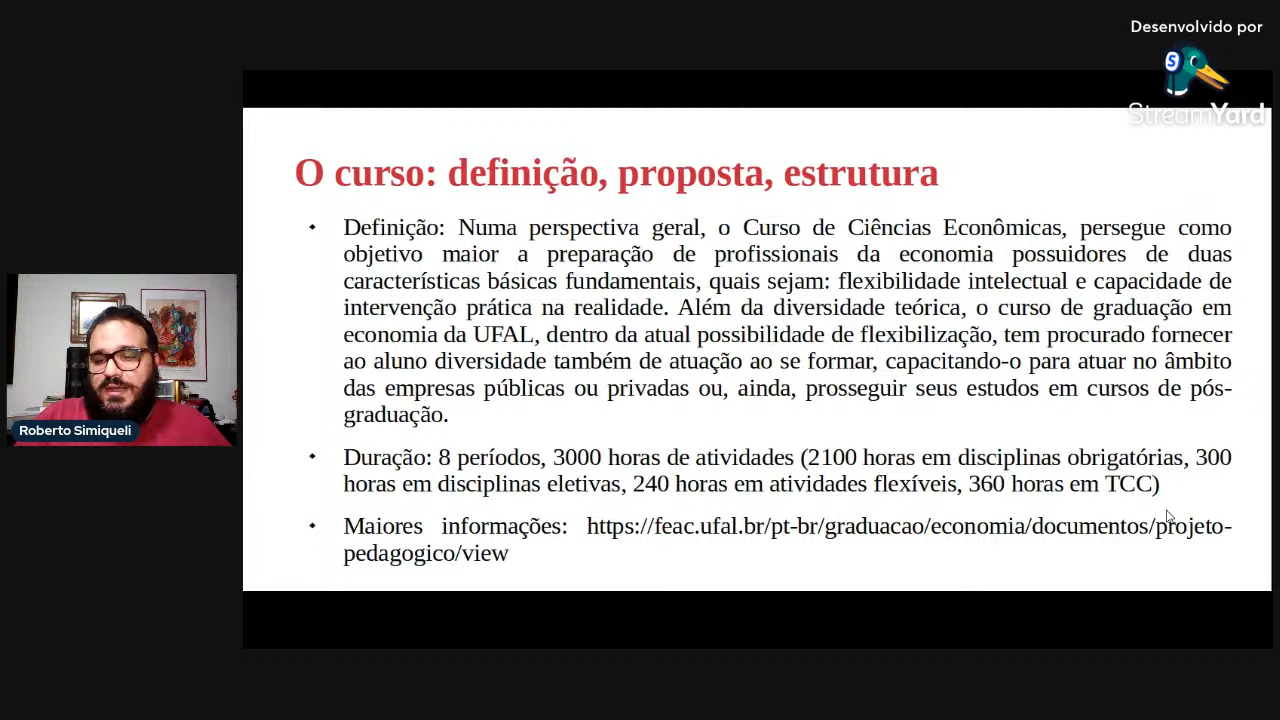 Desenvolvido por
StreamYard
O curso: definição, proposta, estrutura
• Definição: Numa perspectiva geral, o Curso de Ciências Econômicas, persegue como
objetivo maior a preparação de profissionais da economia possuidores de duas
características básicas fundamentais, quais sejam: flexibilidade intelectual e capacidade de
intervenção prática na realidade. Além da diversidade teórica, o curso de graduação em
economia da UFAL, dentro da atual possibilidade de flexibilização, tem procurado fornecer
ao aluno diversidade também de atuação ao se formar, capacitando-o para atuar no âmbito
das empresas públicas ou privadas ou, ainda, prosseguir seus estudos em cursos de pós-
graduação.
• Duração: 8 períodos, 3000 horas de atividades (2100 horas em disciplinas obrigatórias, 300
horas em disciplinas eletivas, 240 horas em atividades flexíveis, 360 horas em TCC)
• Maiores informações: https://feac.ufal.br/pt-br/graduacao/economia/documentos/projeto-
pedagogico/view
Roberto Simiqueli